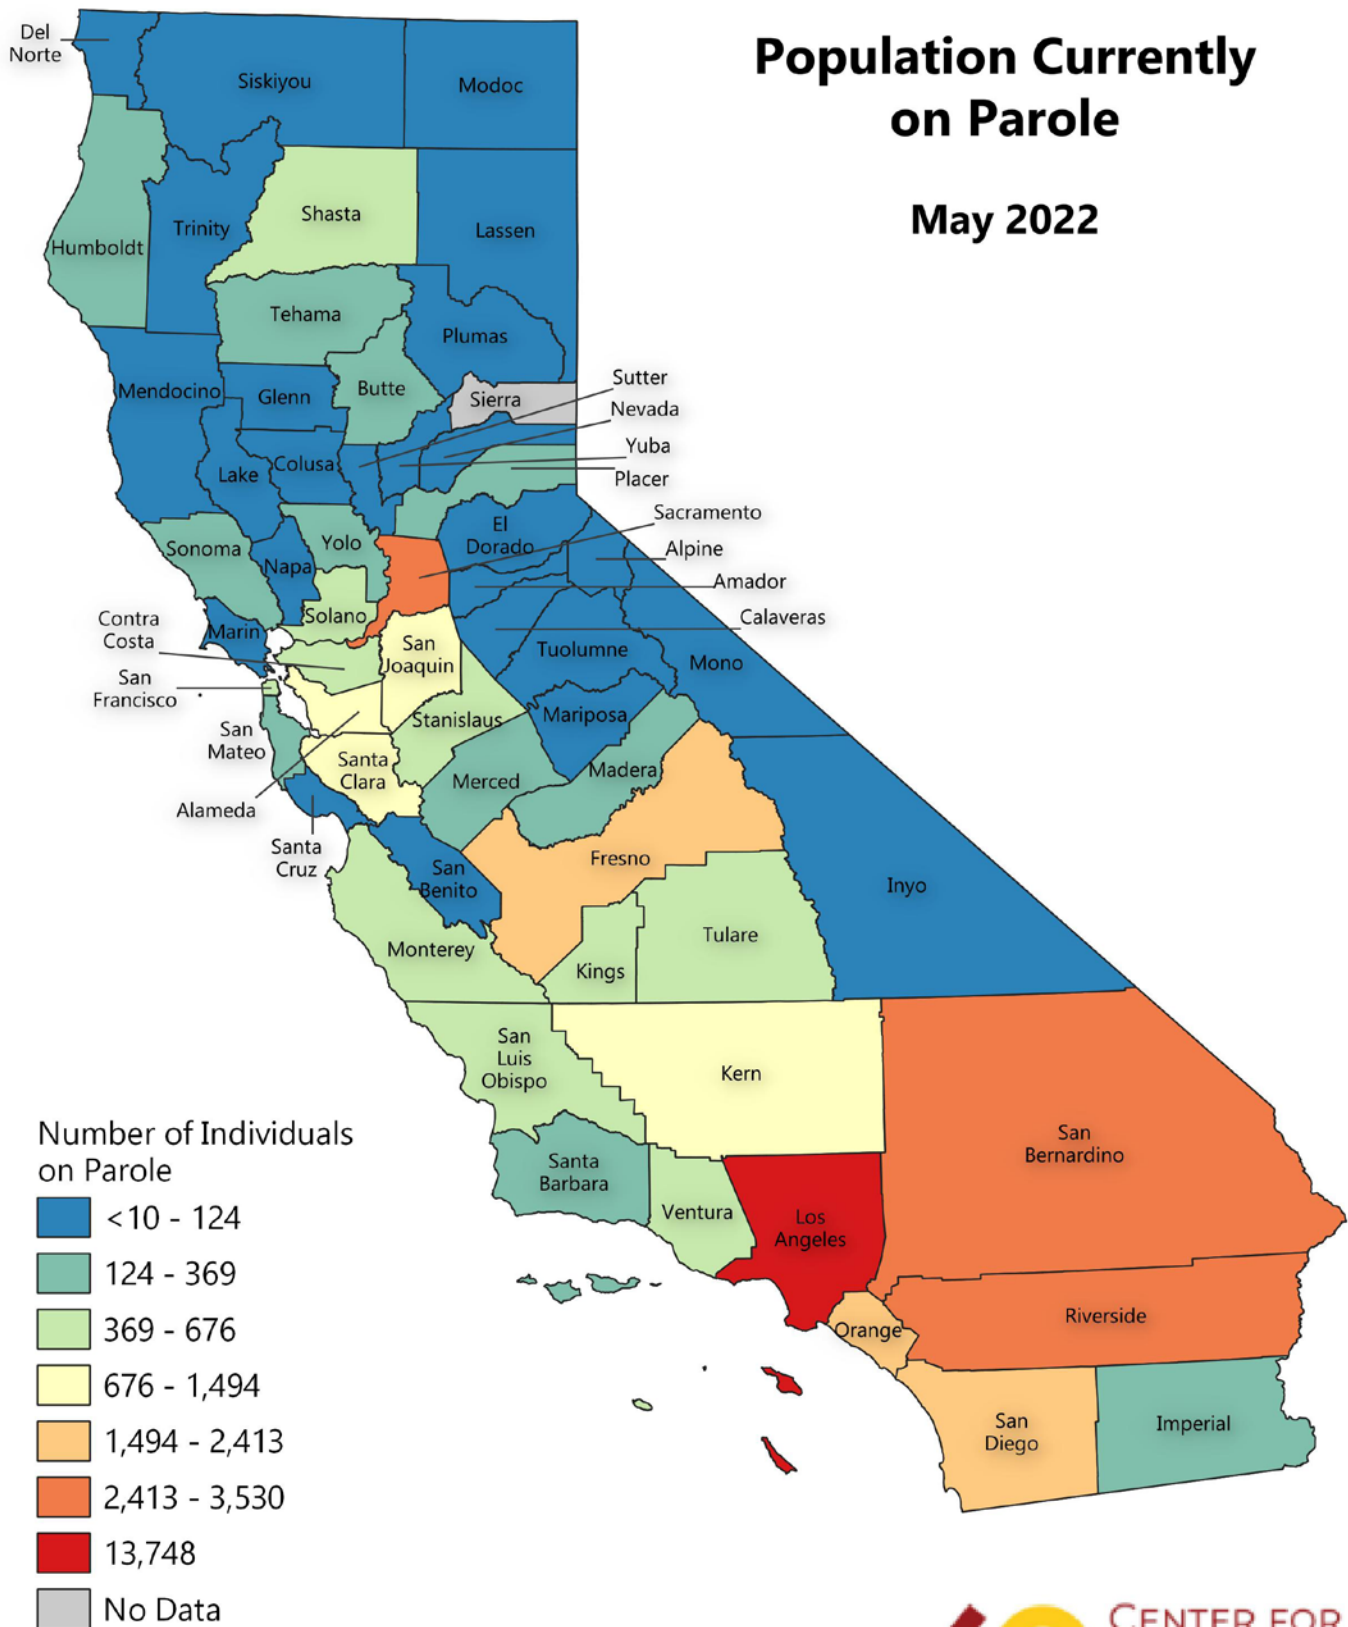 Population Currently
on Parole
May 2022
Del
Norte
Siskiyou
Modoc
Humboldt
Trinity
Shasta
Lassen
Tehama
Plumas
Mendocino
Glenn
Butte
Sierra
Sutter
Nevada
Yuba
Placer
Lake
Colusa
Sacramento
El
Dorado
Alpine
Amador
Calaveras
Sonoma
Napa
Yolo
Solano
Marin
Contra
Costa
San
Francisco
San
Joaquin
Tuolumne
Mono
San
Mateo
Stanislaus
Mariposa
Alameda
Santa
Clara
Merced
Madera
Santa
Cruz
San
Benito
Fresno
Inyo
Monterey
Kings
Tulare
San
Luis
Obispo
Kern
San
Bernardino
Santa
Barbara
Ventura
Los
Angeles
Orange
Riverside
San
Diego
Imperial
Number of Individuals
on Parole
<10 - 124
124 - 369
369 - 676
676 - 1,494
1,494 - 2,413
2,413 - 3,530
13,748
No Data
CENTER FOR